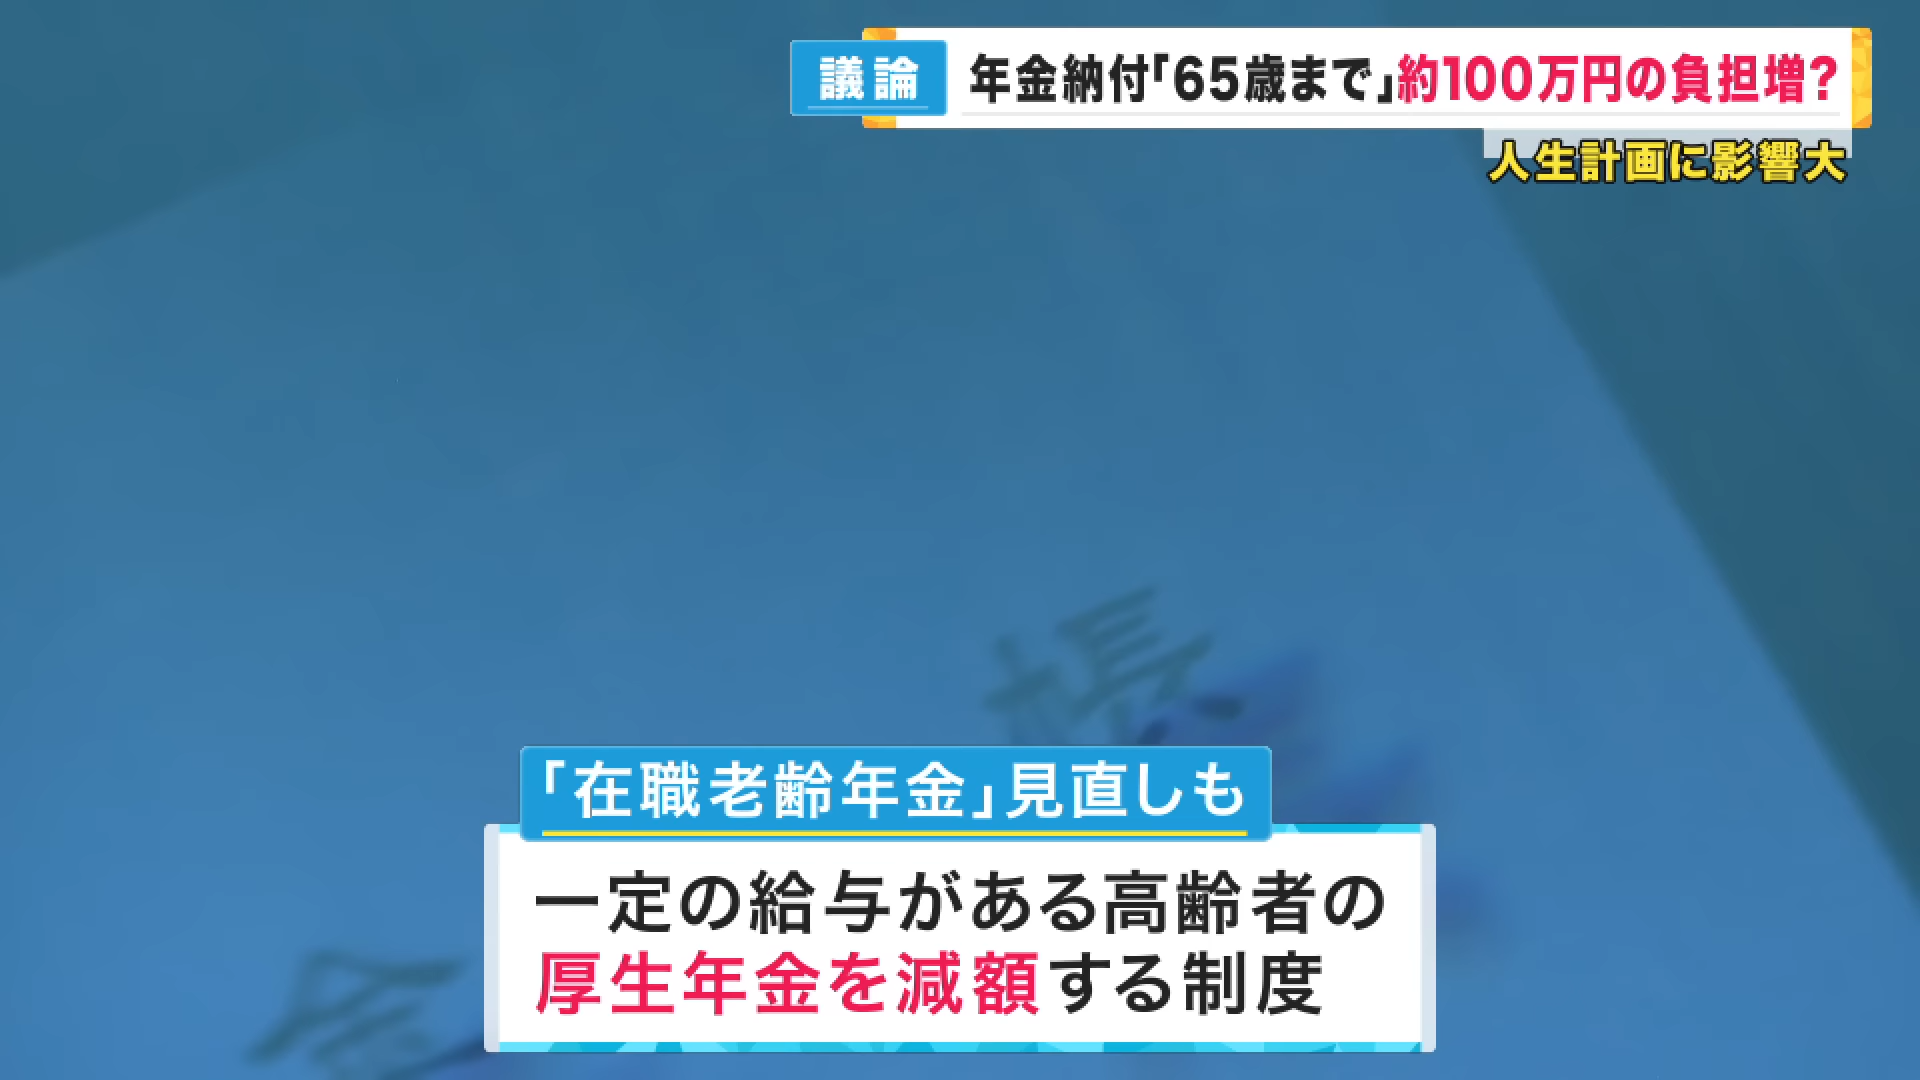 議論
年金納付「65歳まで」約100万円の負担増?
人生計画に影響大
帳
金
「在職老齢年金」見直しも
一定の給与がある高齢者の
厚生年金を減額する制度